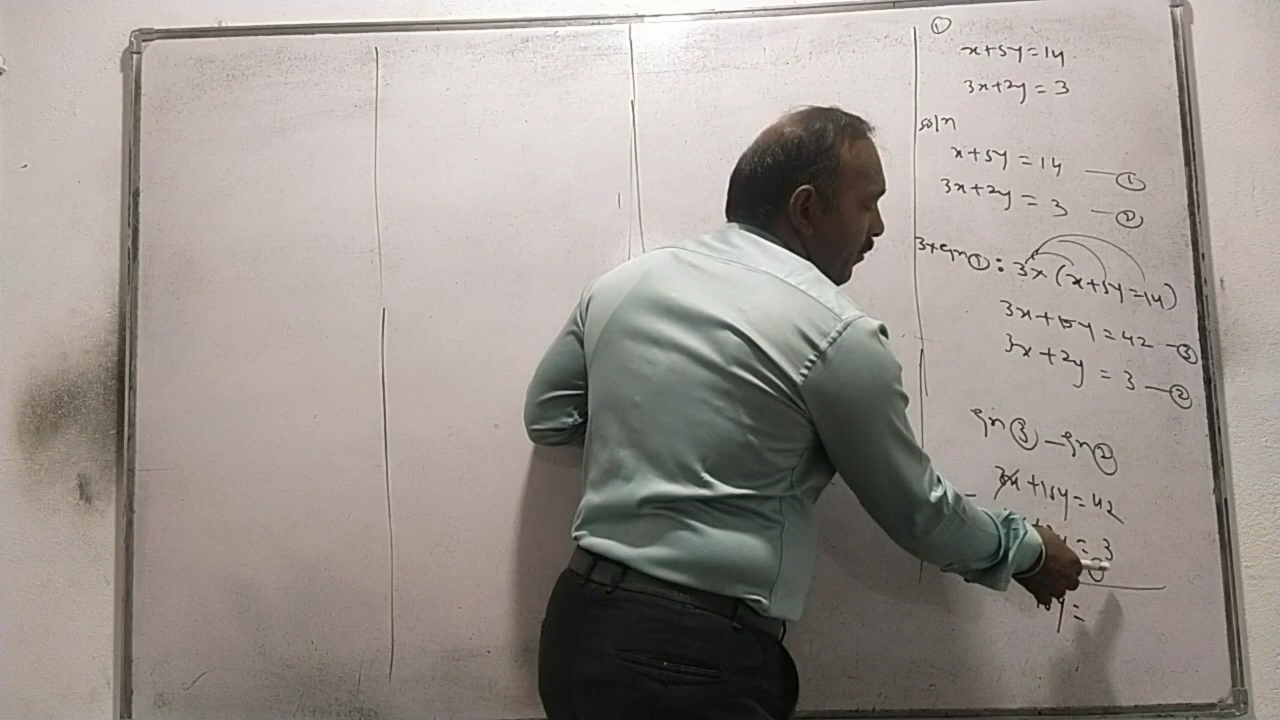 ①
x+5y=14
3x+2y=3
soln
x+5y=14 —①
3x+2y=3 —②
3×eqn①: 3×(x+5y=14)
3x+15y=42 —③
3x+2y=3 —②
eqn③ – eqn②
3x+15y=42
= 3
y=